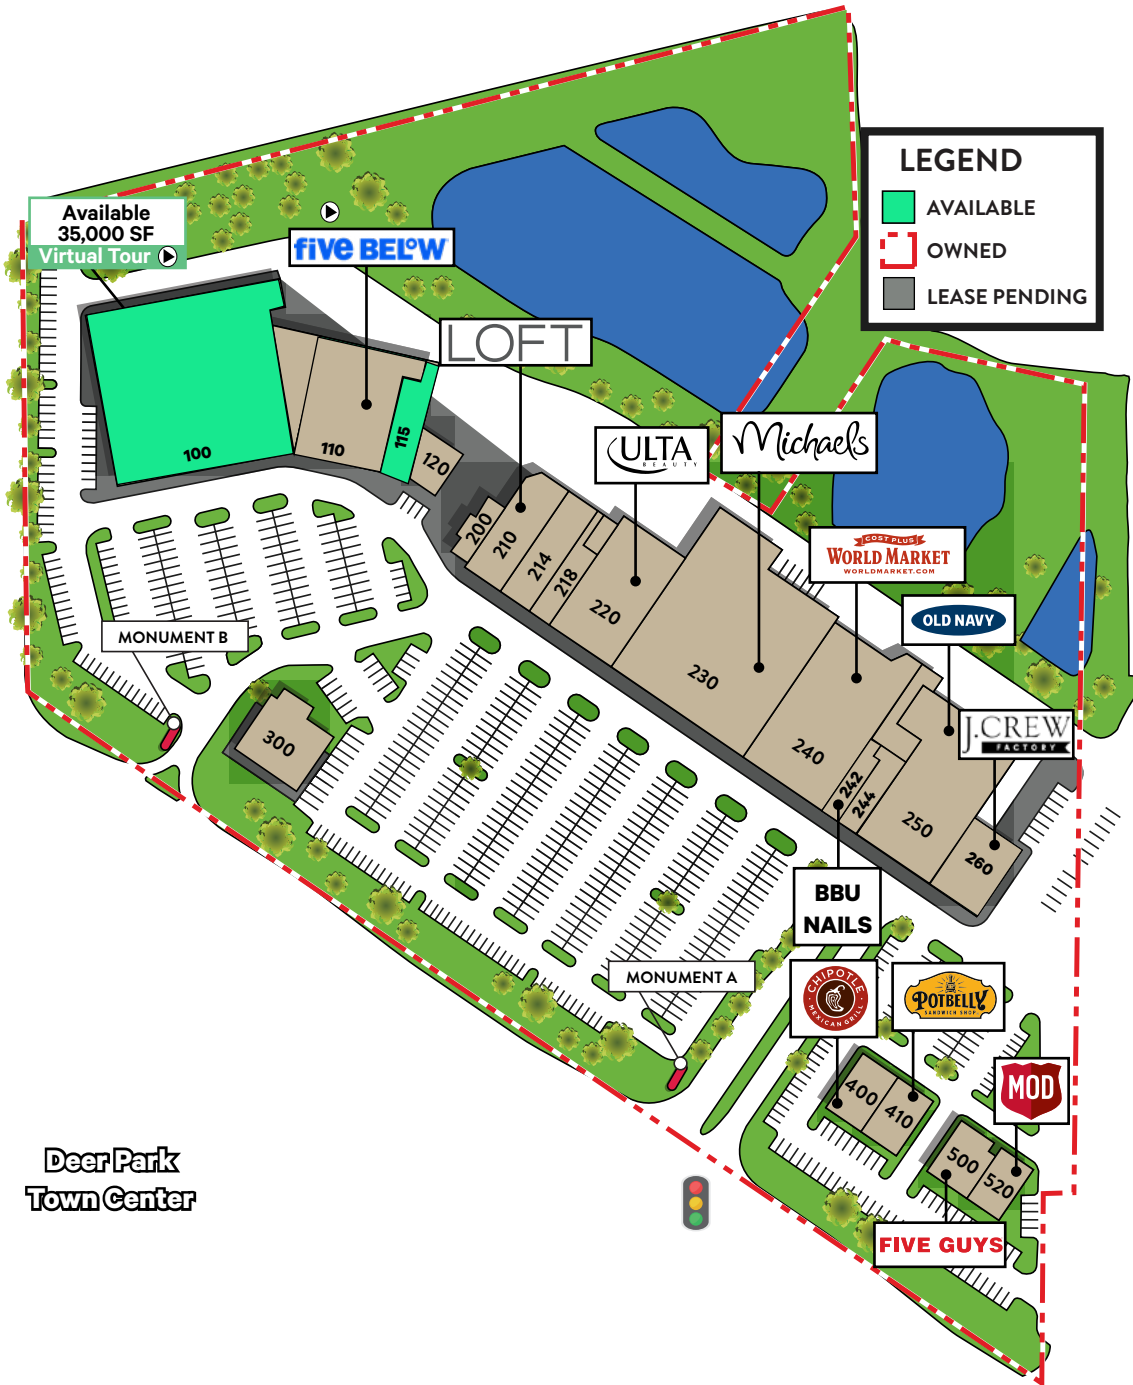 LEGEND
AVAILABLE
OWNED
LEASE PENDING
Available
35,000 SF
Virtual Tour
five BELOW
LOFT
ULTA
BEAUTY
Michaels
COST PLUS
WORLD MARKET
WORLDMARKET.COM
OLD NAVY
J.CREW
FACTORY
100
110
115
120
200
210
214
218
220
230
240
242
244
250
260
300
MONUMENT B
BBU
NAILS
MONUMENT A
CHIPOTLE
MEXICAN GRILL
POTBELLY
SANDWICH SHOP
MOD
400
410
500
520
FIVE GUYS
Deer Park
Town Center